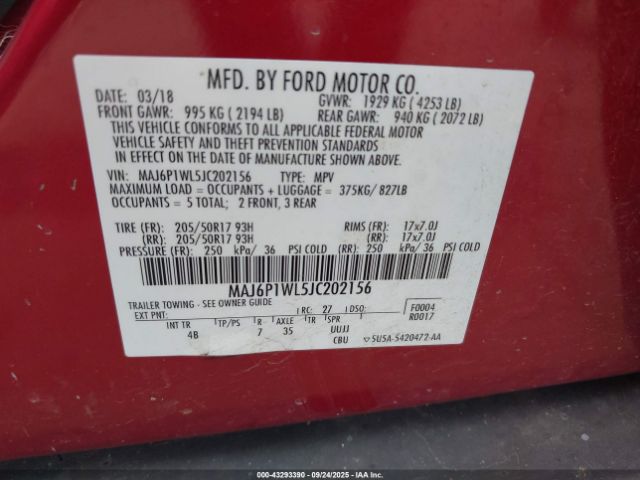 MFD. BY FORD MOTOR CO.
DATE: 03/18 GVWR: 1929 KG ( 4253 LB)
FRONT GAWR: 995 KG ( 2194 LB) REAR GAWR: 940 KG ( 2072 LB)
THIS VEHICLE CONFORMS TO ALL APPLICABLE FEDERAL MOTOR
VEHICLE SAFETY AND THEFT PREVENTION STANDARDS
IN EFFECT ON THE DATE OF MANUFACTURE SHOWN ABOVE.
VIN: MAJ6P1WL5JC202156 TYPE: MPV
MAXIMUM LOAD = OCCUPANTS + LUGGAGE = 375KG/ 827LB
OCCUPANTS = 5 TOTAL; 2 FRONT, 3 REAR
TIRE (FR): 205/50R17 93H RIMS (FR): 17x7.0J
(RR): 205/50R17 93H (RR): 17x7.0J
PRESSURE (FR): 250 kPa/ 36 PSI COLD (RR): 250 kPa/ 36 PSI COLD
MAJ6P1WL5JC202156
TRAILER TOWING - SEE OWNER GUIDE
EXT PNT: RC: 27 DSO: F0004
R0017
INT TR TP/PS R AXLE TR SPR
4B 7 35 UUJJ
CBU 5U5A-5420472-AA
000-43293390 - 09/24/2025 - IAAI.COM